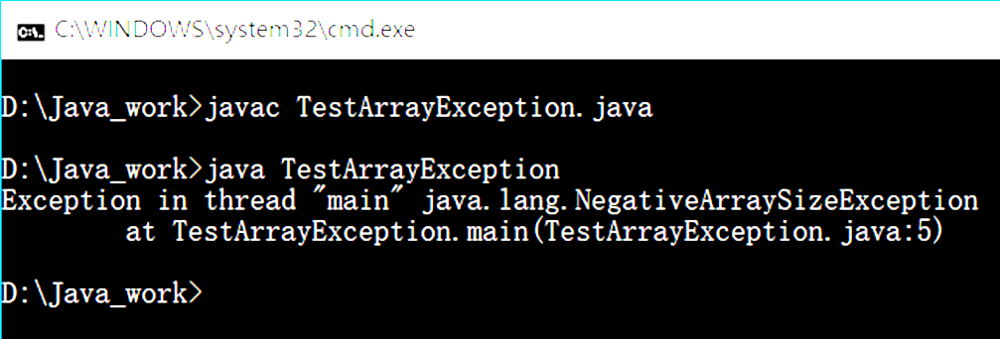 C:\WINDOWS\system32\cmd.exe
D:\Java_work>javac TestArrayException.java
D:\Java_work>java TestArrayException
Exception in thread "main" java.lang.NegativeArraySizeException
at TestArrayException.main(TestArrayException.java:5)
D:\Java_work>